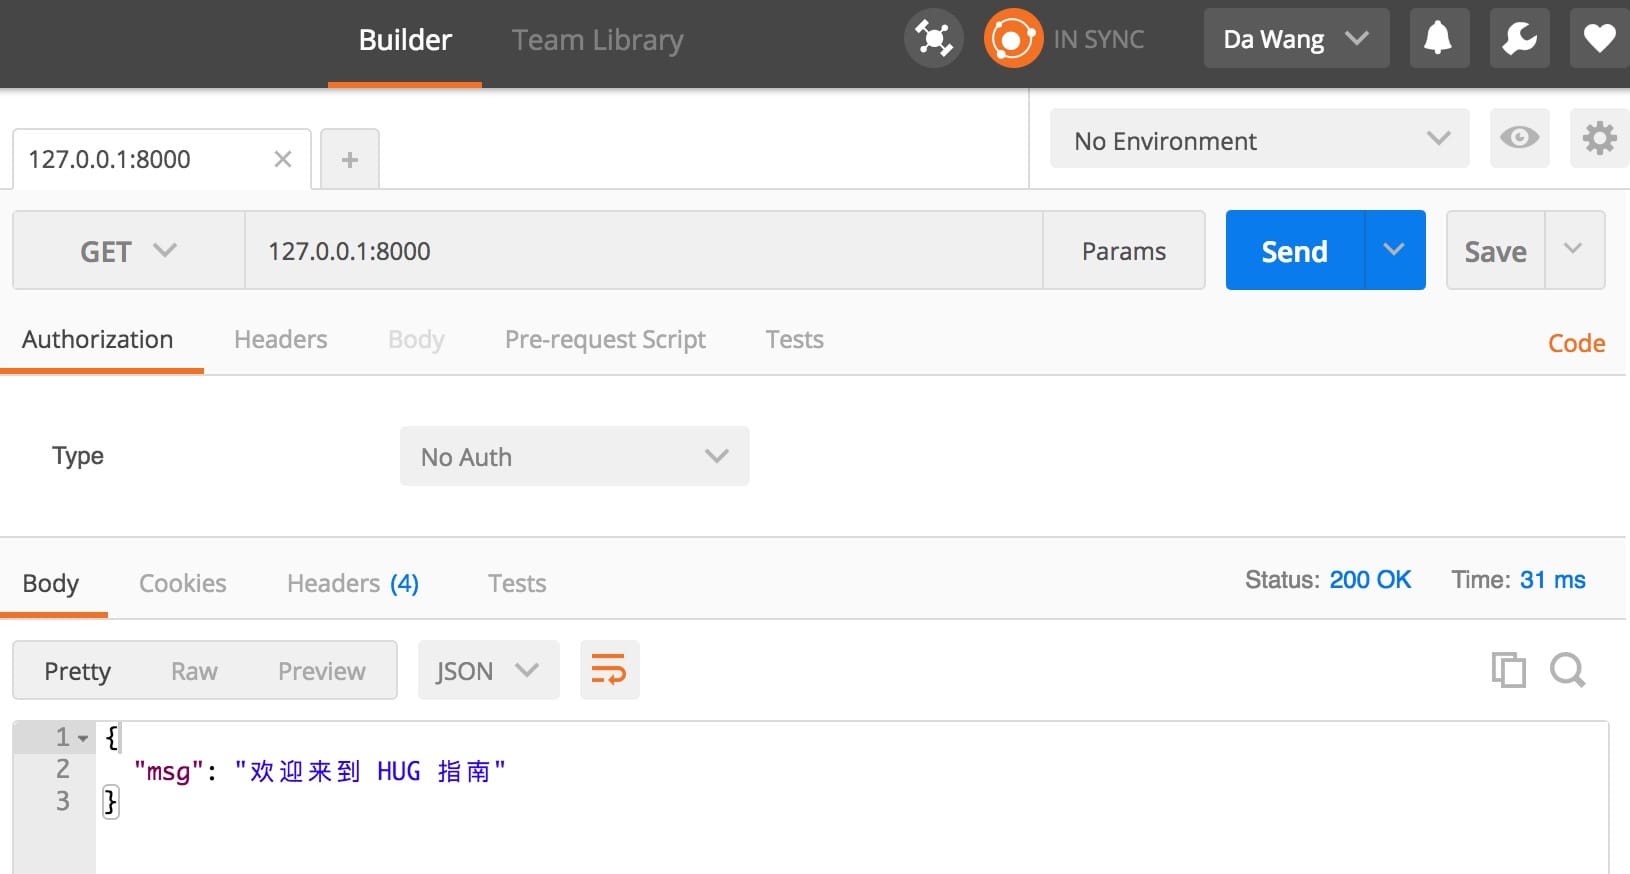 Builder Team Library IN SYNC Da Wang
127.0.0.1:8000 No Environment
GET 127.0.0.1:8000 Params Send Save
Authorization Headers Body Pre-request Script Tests Code
Type No Auth
Body Cookies Headers (4) Tests Status: 200 OK Time: 31 ms
Pretty Raw Preview JSON
1 {
2 "msg": "欢迎来到 HUG 指南"
3 }